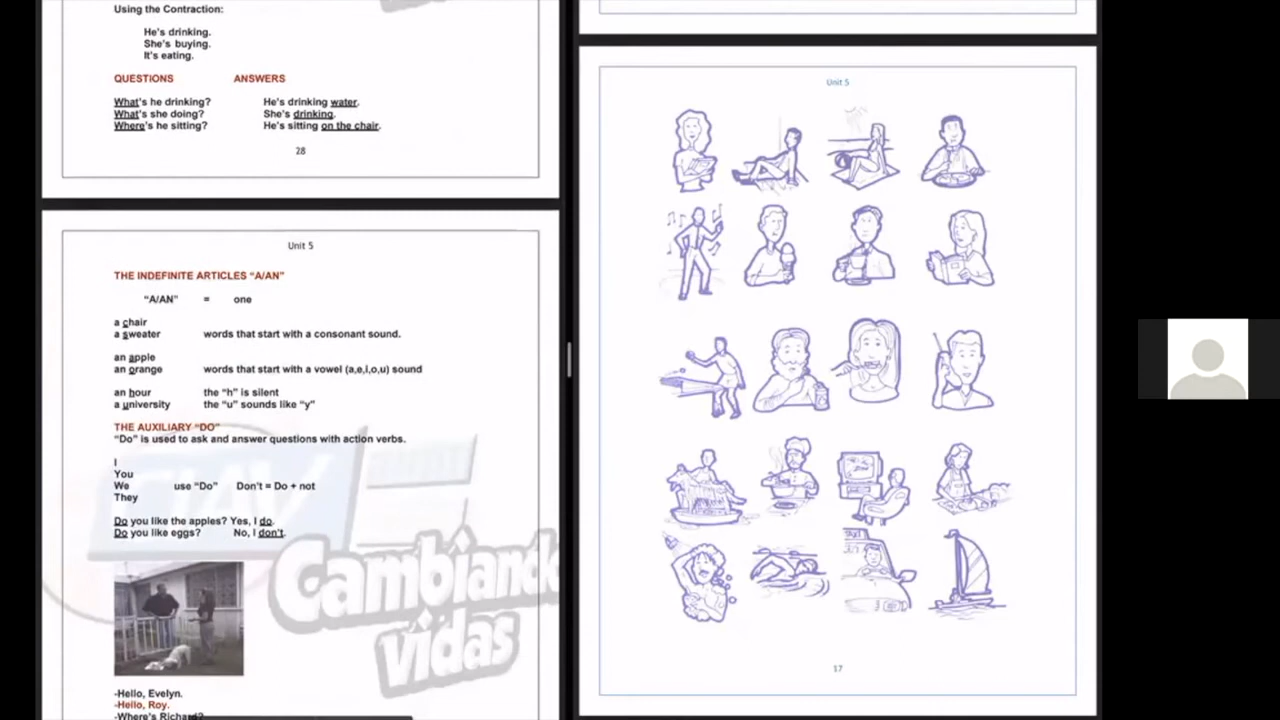 Using the Contraction:
He's drinking.
She's buying.
It's eating.
QUESTIONS ANSWERS
What's he drinking? He's drinking water.
What's she doing? She's drinking.
Where's he sitting? He's sitting on the chair.
28
Unit 5
THE INDEFINITE ARTICLES “A/AN”
“A/AN” = one
a chair
a sweater words that start with a consonant sound.
an apple
an orange words that start with a vowel (a,e,i,o,u) sound
an hour the “h” is silent
a university the “u” sounds like “y”
THE AUXILIARY “DO”
“Do” is used to ask and answer questions with action verbs.
I
You
We use “Do” Don't = Do + not
They
Do you like the apples? Yes, I do.
Do you like eggs? No, I don't.
Cambiando
Vidas
-Hello, Evelyn.
-Hello, Roy.
-Where's Richard?
Unit 5
TAXI
17